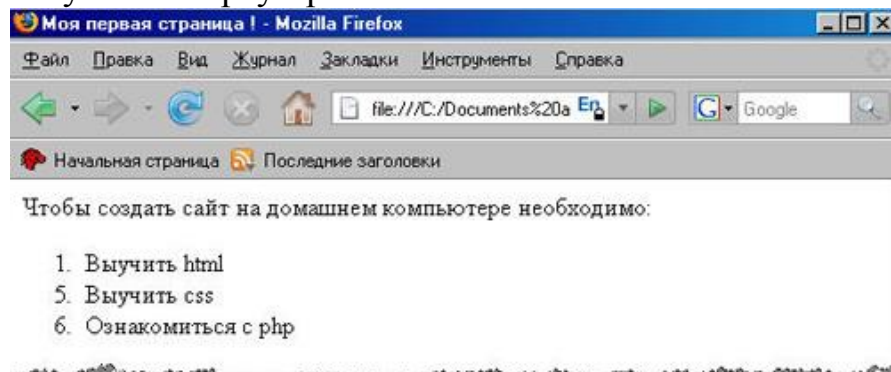 Моя первая страница ! - Mozilla Firefox
Файл Правка Вид Журнал Закладки Инструменты Справка
file:///C:/Documents%20a En G Google
Начальная страница Последние заголовки
Чтобы создать сайт на домашнем компьютере необходимо:
1. Выучить html
5. Выучить css
6. Ознакомиться с php